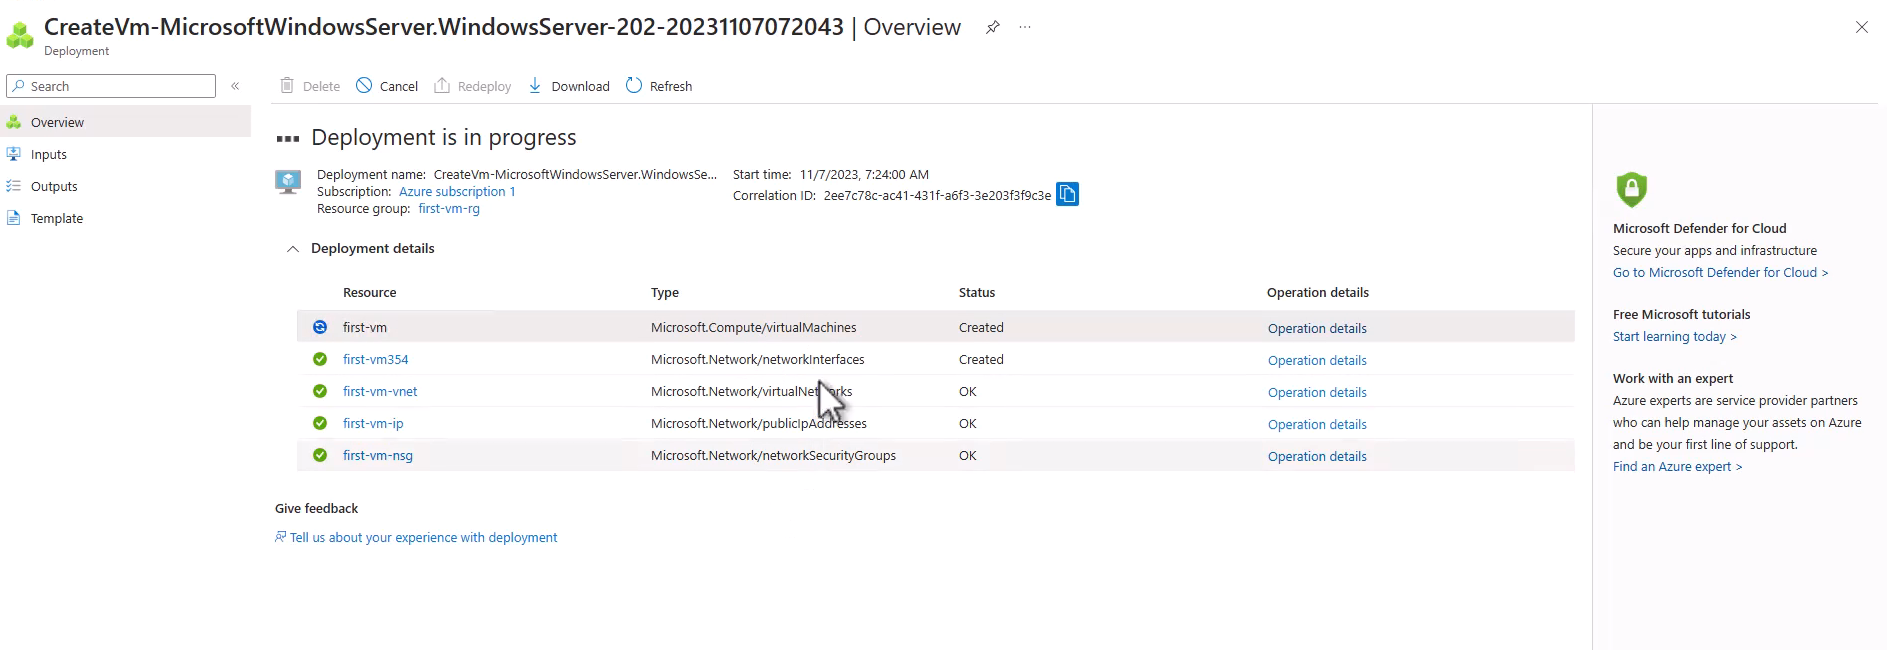 CreateVm-MicrosoftWindowsServer.WindowsServer-202-20231107072043 | Overview
Deployment
Search
«
Delete
Cancel
Redeploy
Download
Refresh
Overview
Inputs
Outputs
Template
Deployment is in progress
Deployment name: CreateVm-MicrosoftWindowsServer.WindowsSe...
Subscription: Azure subscription 1
Resource group: first-vm-rg
Start time: 11/7/2023, 7:24:00 AM
Correlation ID: 2ee7c78c-ac41-431f-a6f3-3e203f3f9c3e
Deployment details
Resource Type Status Operation details
first-vm Microsoft.Compute/virtualMachines Created Operation details
first-vm354 Microsoft.Network/networkInterfaces Created Operation details
first-vm-vnet Microsoft.Network/virtualNetworks OK Operation details
first-vm-ip Microsoft.Network/publicIpAddresses OK Operation details
first-vm-nsg Microsoft.Network/networkSecurityGroups OK Operation details
Give feedback
Tell us about your experience with deployment
Microsoft Defender for Cloud
Secure your apps and infrastructure
Go to Microsoft Defender for Cloud >
Free Microsoft tutorials
Start learning today >
Work with an expert
Azure experts are service provider partners
who can help manage your assets on Azure
and be your first line of support.
Find an Azure expert >